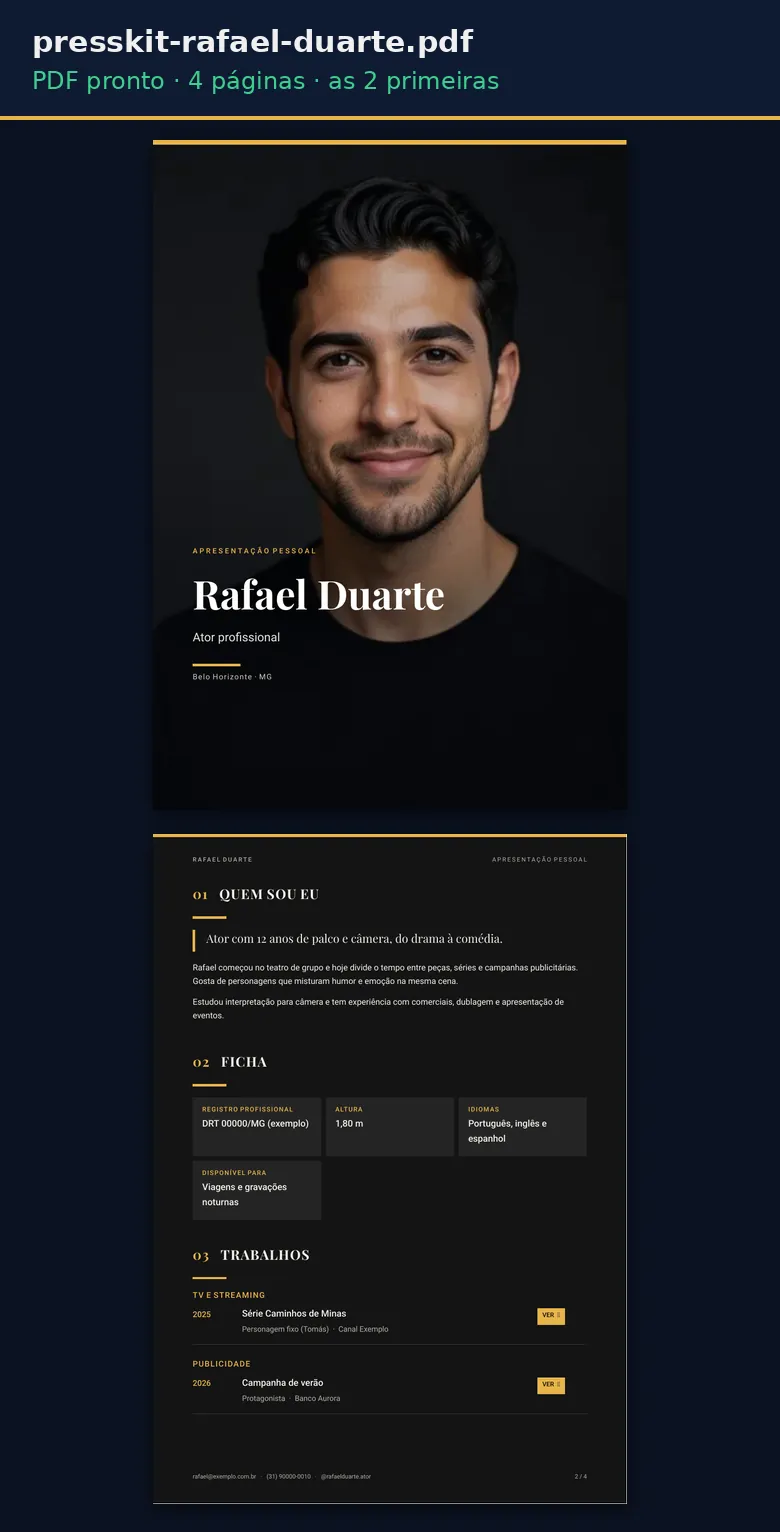 presskit-rafael-duarte.pdf
PDF pronto · 4 páginas · as 2 primeiras
APRESENTAÇÃO PESSOAL
Rafael Duarte
Ator profissional
Belo Horizonte · MG
RAFAEL DUARTE
APRESENTAÇÃO PESSOAL
01 QUEM SOU EU
Ator com 12 anos de palco e câmera, do drama à comédia.
Rafael começou no teatro de grupo e hoje divide o tempo entre peças, séries e campanhas publicitárias.
Gosta de personagens que misturam humor e emoção na mesma cena.
Estudou interpretação para câmera e tem experiência com comerciais, dublagem e apresentação de
eventos.
02 FICHA
REGISTRO PROFISSIONAL
DRT 00000/MG (exemplo)
ALTURA
1,80 m
IDIOMAS
Português, inglês e
espanhol
DISPONÍVEL PARA
Viagens e gravações
noturnas
03 TRABALHOS
TV E STREAMING
2025 Série Caminhos de Minas VER
Personagem fixo (Tomás) · Canal Exemplo
PUBLICIDADE
2026 Campanha de verão VER
Protagonista · Banco Aurora
rafael@exemplo.com.br · (31) 90000-0010 · @rafaelduarte.ator 2 / 4